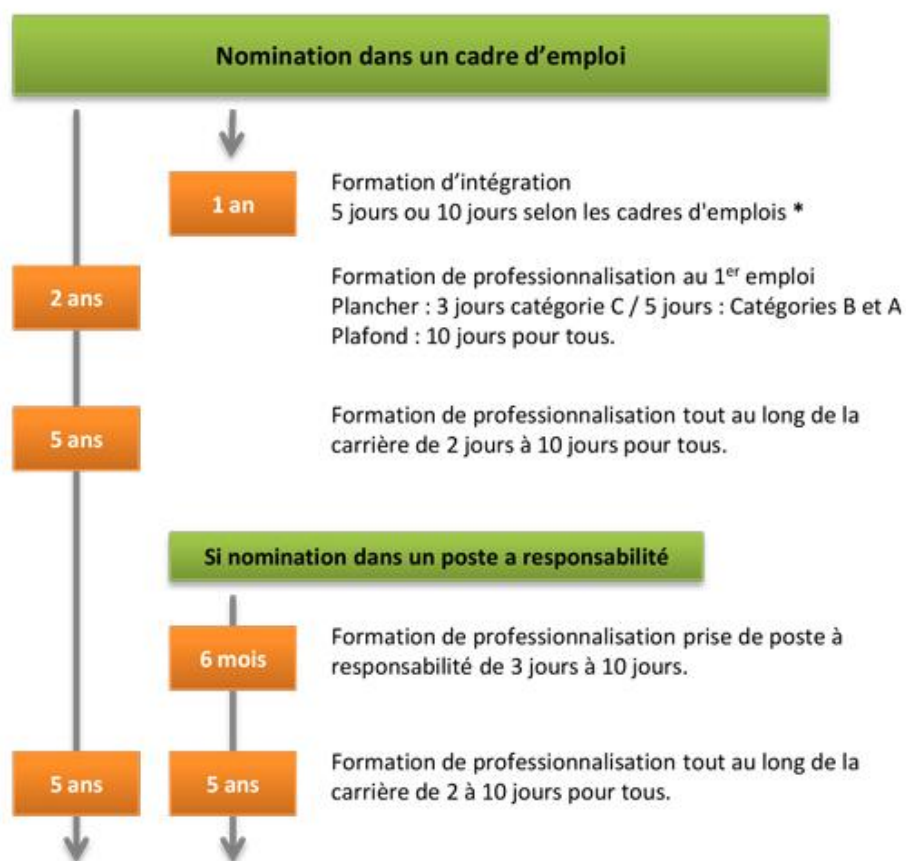 Nomination dans un cadre d'emploi
1 an
Formation d'intégration
5 jours ou 10 jours selon les cadres d'emplois *
2 ans
Formation de professionnalisation au 1er emploi
Plancher : 3 jours catégorie C / 5 jours : Catégories B et A
Plafond : 10 jours pour tous.
5 ans
Formation de professionnalisation tout au long de la
carrière de 2 jours à 10 jours pour tous.
Si nomination dans un poste a responsabilité
6 mois
Formation de professionnalisation prise de poste à
responsabilité de 3 jours à 10 jours.
5 ans
5 ans
Formation de professionnalisation tout au long de la
carrière de 2 à 10 jours pour tous.